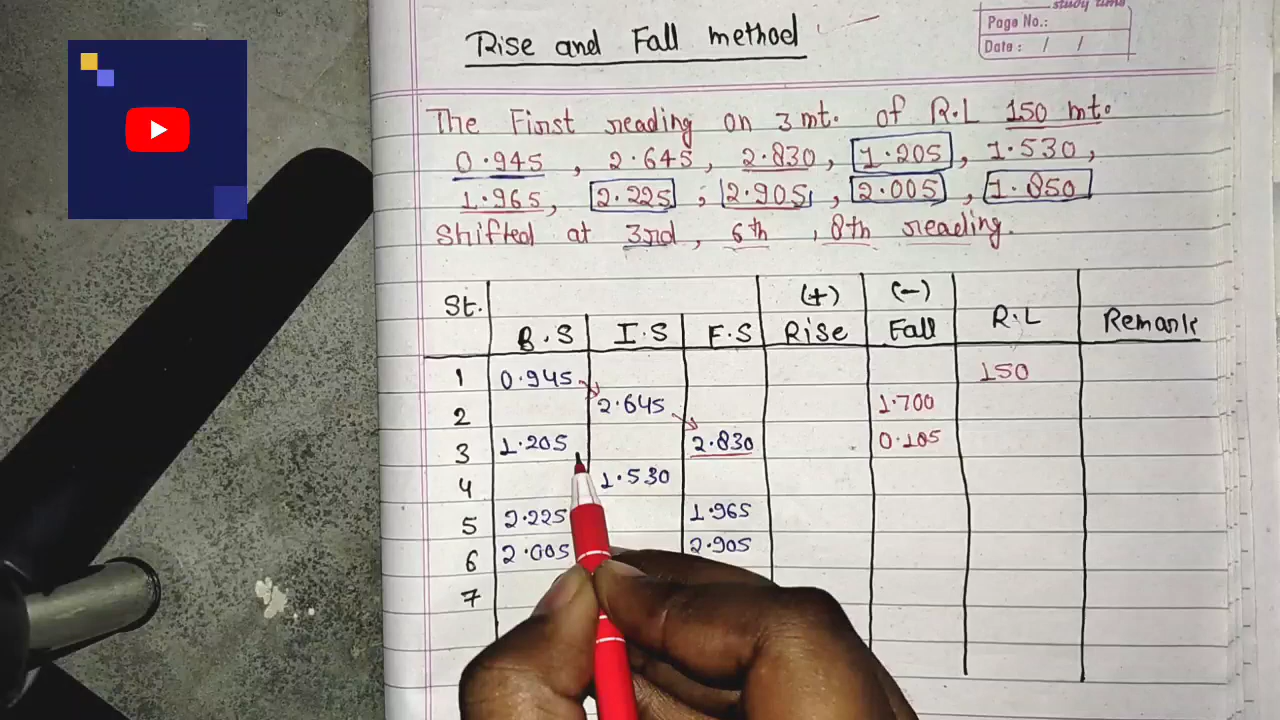 study time
Page No.:
Date : / /
Rise and Fall method
The First reading on 3 mt. of R.L 150 mt.
0.945 , 2.645, 2.830, 1.205, 1.530,
1.965, 2.225 , 2.905, 2.005 , 1.850
Shifted at 3rd, 6th , 8th reading.
St. B.S I.S F.S (+) Rise (-) Fall R.L Remark
1 0.945 150
2 2.645 1.700
3 1.205 2.830 0.185
4 1.530
5 2.225 1.965
6 2.005 2.905
7